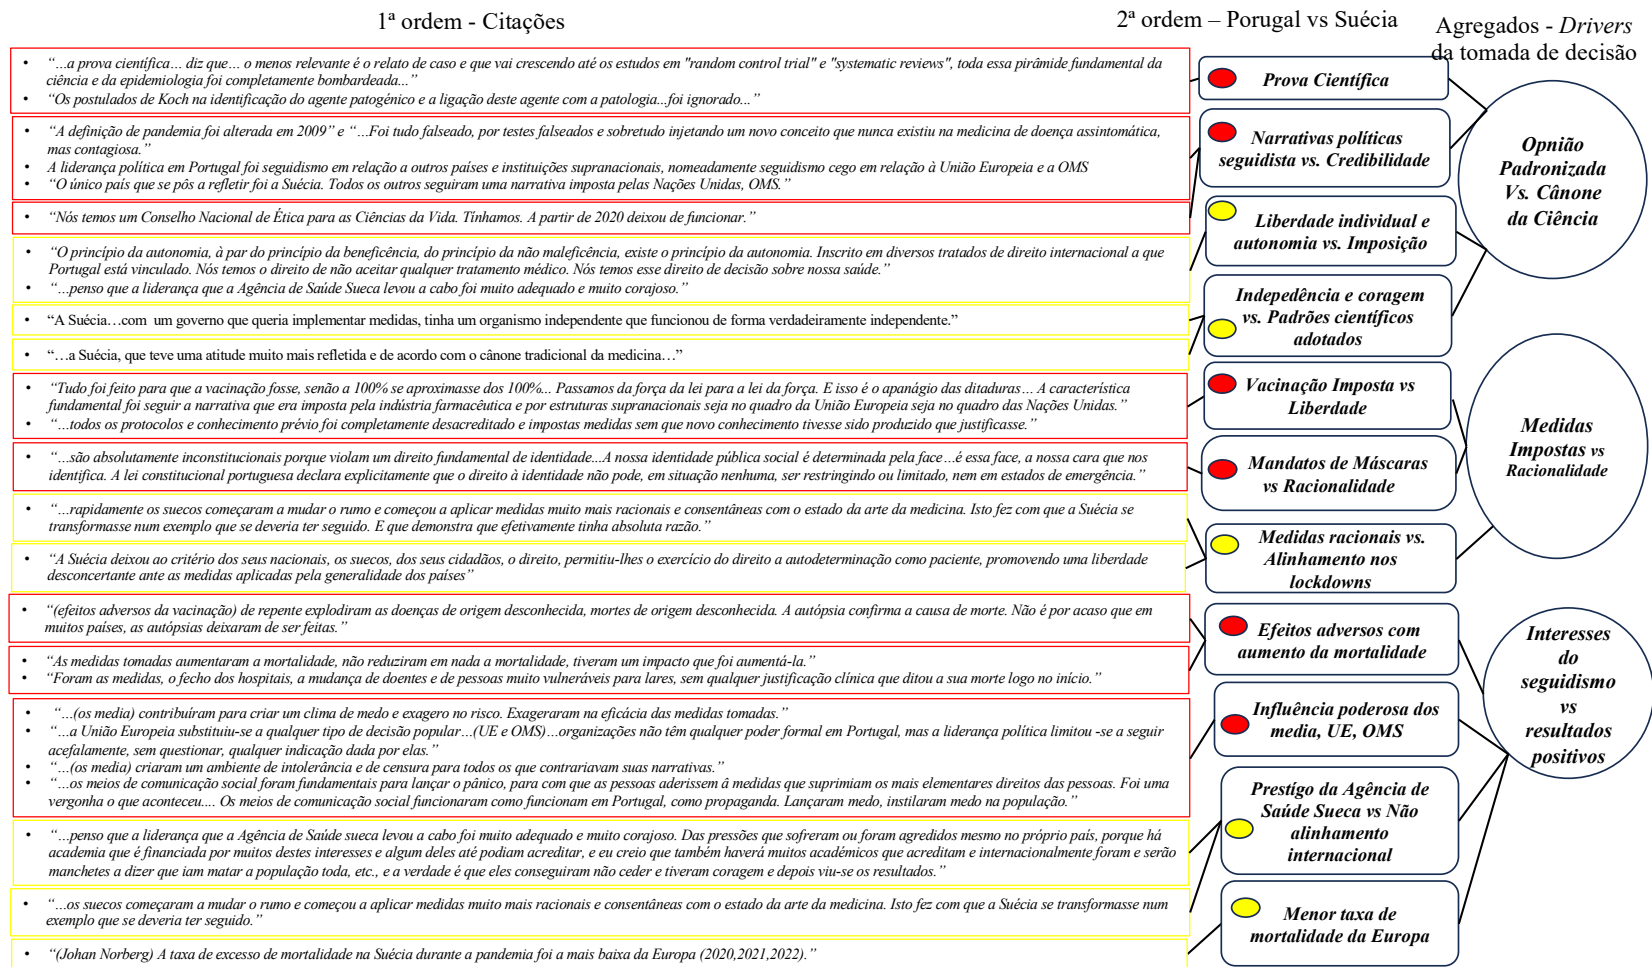 1ª ordem - Citações
2ª ordem – Porugal vs Suécia
Agregados - Drivers
da tomada de decisão
• “...a prova científica… diz que… o menos relevante é o relato de caso e que vai crescendo até os estudos em "random control trial" e "systematic reviews", toda essa pirâmide fundamental da
ciência e da epidemiologia foi completamente bombardeada...”
• “Os postulados de Koch na identificação do agente patogénico e a ligação deste agente com a patologia...foi ignorado...”
• “A definição de pandemia foi alterada em 2009” e “…Foi tudo falseado, por testes falseados e sobretudo injetando um novo conceito que nunca existiu na medicina de doença assintomática,
mas contagiosa.”
• A liderança política em Portugal foi seguidismo em relação a outros países e instituições supranacionais, nomeadamente seguidismo cego em relação à União Europeia e a OMS
• “O único país que se pós a refletir foi a Suécia. Todos os outros seguiram uma narrativa imposta pelas Nações Unidas, OMS.”
• “Nós temos um Conselho Nacional de Ética para as Ciências da Vida. Tínhamos. A partir de 2020 deixou de funcionar.”
• “O princípio da autonomia, à par do princípio da beneficência, do princípio da não maleficência, existe o princípio da autonomia. Inscrito em diversos tratados de direito internacional a que
Portugal está vinculado. Nós temos o direito de não aceitar qualquer tratamento médico. Nós temos esse direito de decisão sobre nossa saúde.”
• “…penso que a liderança que a Agência de Saúde Sueca levou a cabo foi muito adequado e muito corajoso.”
• “A Suécia…com um governo que queria implementar medidas, tinha um organismo independente que funcionou de forma verdadeiramente independente.”
• “…a Suécia, que teve uma atitude muito mais refletida e de acordo com o cânone tradicional da medicina…”
• “Tudo foi feito para que a vacinação fosse, senão a 100% se aproximasse dos 100%... Passamos da força da lei para a lei da força. E isso é o apanágio das ditaduras… A característica
fundamental foi seguir a narrativa que era imposta pela indústria farmacêutica e por estruturas supranacionais seja no quadro da União Europeia seja no quadro das Nações Unidas.”
• “…todos os protocolos e conhecimento prévio foi completamente desacreditado e impostas medidas sem que novo conhecimento tivesse sido produzido que justificasse.”
• “…são absolutamente inconstitucionais porque violam um direito fundamental de identidade...A nossa identidade pública social é determinada pela face…é essa face, a nossa cara que nos
identifica. A lei constitucional portuguesa declara explicitamente que o direito à identidade não pode, em situação nenhuma, ser restringindo ou limitado, nem em estados de emergência.”
• “…rapidamente os suecos começaram a mudar o rumo e começou a aplicar medidas muito mais racionais e consentâneas com o estado da arte da medicina. Isto fez com que a Suécia se
transformasse num exemplo que se deveria ter seguido. E que demonstra que efetivamente tinha absoluta razão.”
• “A Suécia deixou ao critério dos seus nacionais, os suecos, dos seus cidadãos, o direito, permitiu-lhes o exercício do direito a autodeterminação como paciente, promovendo uma liberdade
desconcertante ante as medidas aplicadas pela generalidade dos países”
• “(efeitos adversos da vacinação) de repente explodiram as doenças de origem desconhecida, mortes de origem desconhecida. A autópsia confirma a causa de morte. Não é por acaso que em
muitos países, as autópsias deixaram de ser feitas.”
• “As medidas tomadas aumentaram a mortalidade, não reduziram em nada a mortalidade, tiveram um impacto que foi aumentá-la.”
• “Foram as medidas, o fecho dos hospitais, a mudança de doentes e de pessoas muito vulneráveis para lares, sem qualquer justificação clínica que ditou a sua morte logo no início.”
• “…(os media) contribuíram para criar um clima de medo e exagero no risco. Exageraram na eficácia das medidas tomadas.”
• “…a União Europeia substituiu-se a qualquer tipo de decisão popular…(UE e OMS)…organizações não têm qualquer poder formal em Portugal, mas a liderança política limitou -se a seguir
acefalamente, sem questionar, qualquer indicação dada por elas.”
• “…(os media) criaram um ambiente de intolerância e de censura para todos os que contrariavam suas narrativas.”
• “…os meios de comunicação social foram fundamentais para lançar o pânico, para com que as pessoas aderissem â medidas que suprimiam os mais elementares direitos das pessoas. Foi uma
vergonha o que aconteceu.... Os meios de comunicação social funcionaram como funcionam em Portugal, como propaganda. Lançaram medo, instilaram medo na população.”
• “…penso que a liderança que a Agência de Saúde sueca levou a cabo foi muito adequado e muito corajoso. Das pressões que sofreram ou foram agredidos mesmo no próprio país, porque há
academia que é financiada por muitos destes interesses e algum deles até podiam acreditar, e eu creio que também haverá muitos académicos que acreditam e internacionalmente foram e serão
manchetes a dizer que iam matar a população toda, etc., e a verdade é que eles conseguiram não ceder e tiveram coragem e depois viu-se os resultados.”
• “…os suecos começaram a mudar o rumo e começou a aplicar medidas muito mais racionais e consentâneas com o estado da arte da medicina. Isto fez com que a Suécia se transformasse num
exemplo que se deveria ter seguido.”
• “(Johan Norberg) A taxa de excesso de mortalidade na Suécia durante a pandemia foi a mais baixa da Europa (2020,2021,2022).”
Prova Científica
Narrativas políticas
seguidista vs. Credibilidade
Liberdade individual e
autonomia vs. Imposição
Indepedência e coragem
vs. Padrões científicos
adotados
Vacinação Imposta vs
Liberdade
Mandatos de Máscaras
vs Racionalidade
Medidas racionais vs.
Alinhamento nos
lockdowns
Efeitos adversos com
aumento da mortalidade
Influência poderosa dos
media, UE, OMS
Prestígo da Agência de
Saúde Sueca vs Não
alinhamento
internacional
Menor taxa de
mortalidade da Europa
Opnião
Padronizada
Vs. Cânone
da Ciência
Medidas
Impostas vs
Racionalidade
Interesses
do
seguidismo
vs
resultados
positivos